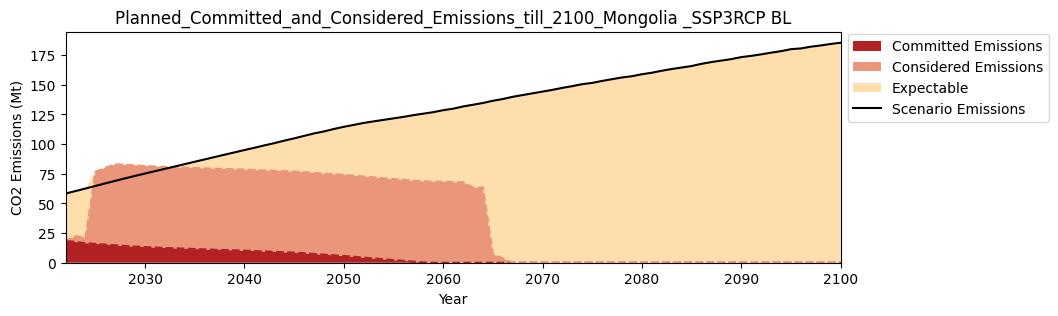 Planned_Committed_and_Considered_Emissions_till_2100_Mongolia _SSP3RCP BL
CO2 Emissions (Mt)
175
150
125
100
75
50
25
0
2030 2040 2050 2060 2070 2080 2090 2100
Year
Committed Emissions
Considered Emissions
Expectable
Scenario Emissions